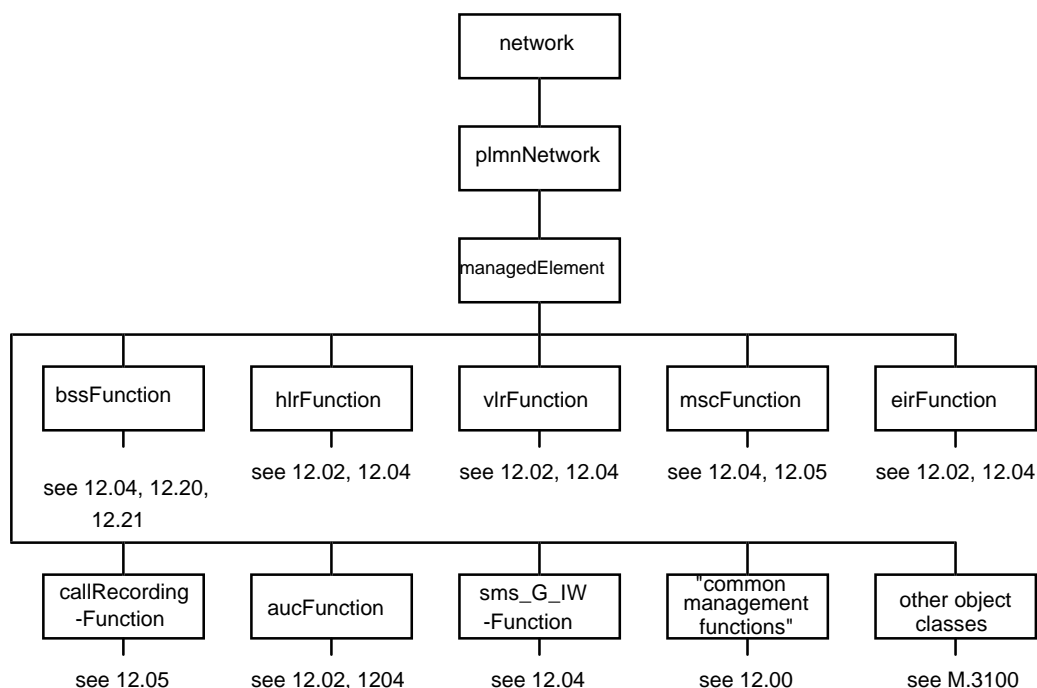 network
plmnNetwork
managedElement
bssFunction
hlrFunction
vlrFunction
mscFunction
eirFunction
see 12.04, 12.20,
12.21
see 12.02, 12.04
see 12.02, 12.04
see 12.04, 12.05
see 12.02, 12.04
callRecording
-Function
aucFunction
sms_G_IW
-Function
"common
management
functions"
other object
classes
see 12.05
see 12.02, 1204
see 12.04
see 12.00
see M.3100